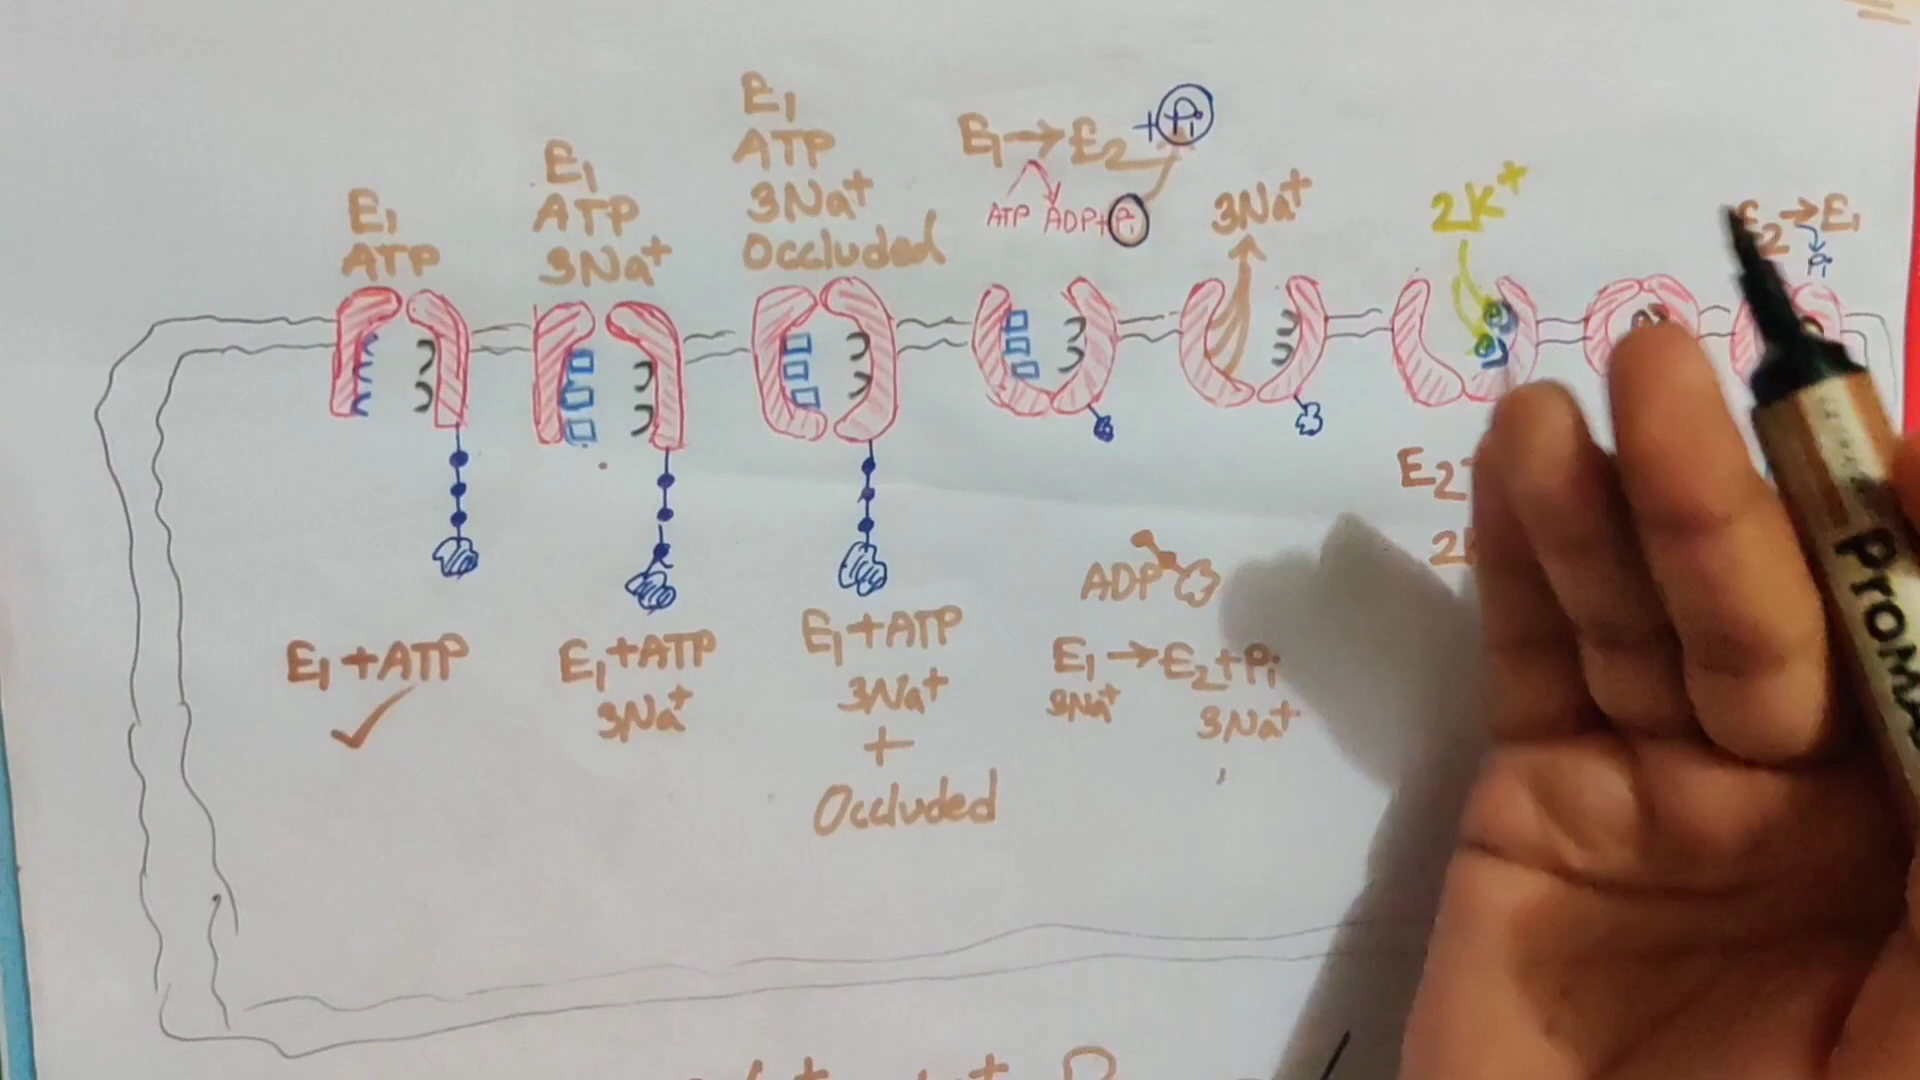 E1
ATP
E1
ATP
3Na+
E1
ATP
3Na+
Occluded
E1 → E2 + Pi
ATP ADP+Pi
3Na+
2K+
E2 → E1
Pi
E1+ATP
E1+ATP
3Na+
E1+ATP
3Na+
+
Occluded
ADP
E1 → E2+Pi
3Na+ 3Na+
E2